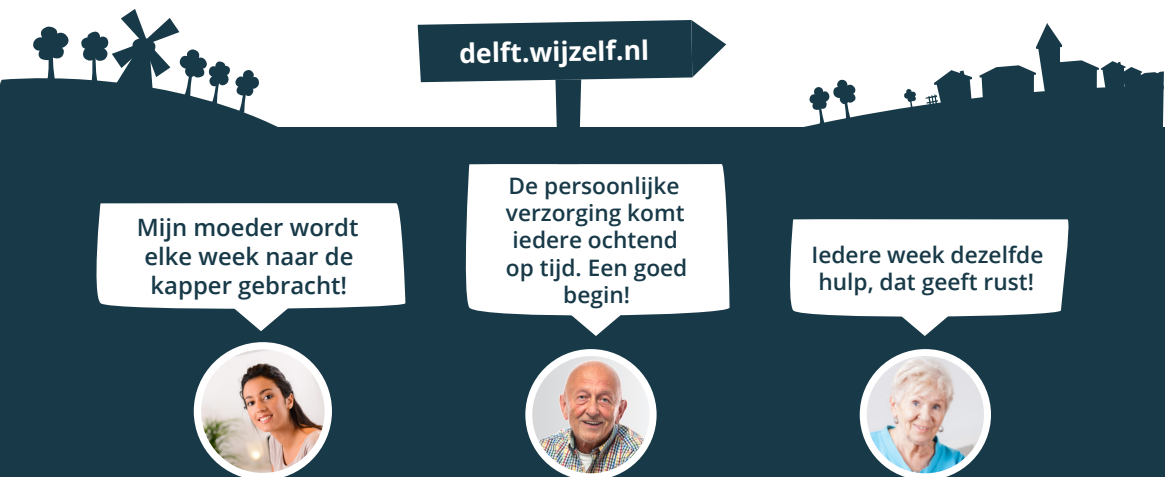 delft.wijzelf.nl
Mijn moeder wordt
elke week naar de
kapper gebracht!
De persoonlijke
verzorging komt
iedere ochtend
op tijd. Een goed
begin!
Iedere week dezelfde
hulp, dat geeft rust!